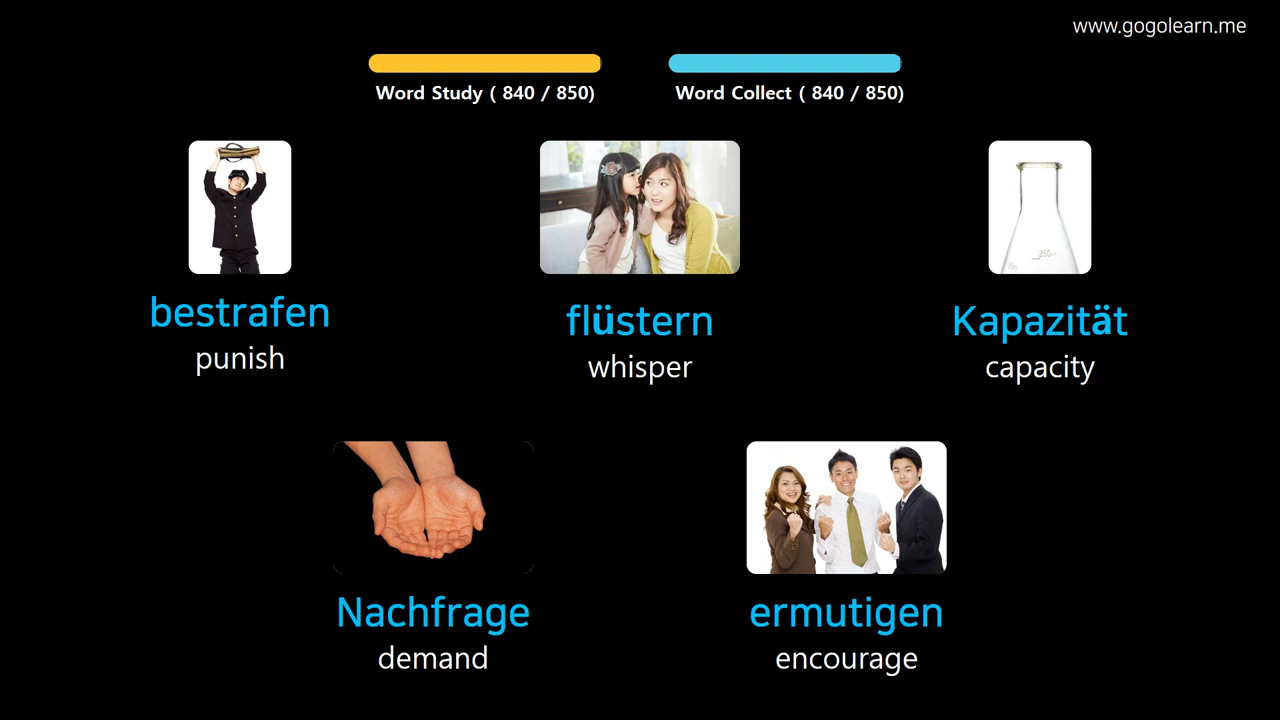 www.gogolearn.me
Word Study ( 840 / 850)
Word Collect ( 840 / 850)
bestrafen
punish
flüstern
whisper
250
Kapazität
capacity
Nachfrage
demand
ermutigen
encourage